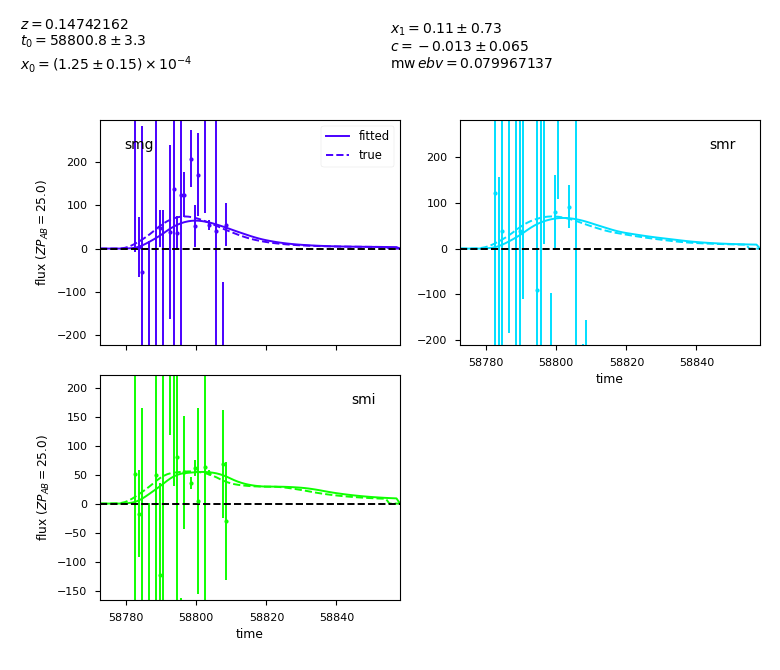 z = 0.14742162
t₀ = 58800.8 ± 3.3
x₀ = (1.25 ± 0.15) × 10⁻⁴
x₁ = 0.11 ± 0.73
c = −0.013 ± 0.065
mw ebv = 0.079967137
smg
fitted
true
200
100
0
−100
−200
flux (ZP_AB = 25.0)
smr
200
100
0
−100
−200
58780 58800 58820 58840
time
smi
200
150
100
50
0
−50
−100
−150
flux (ZP_AB = 25.0)
58780 58800 58820 58840
time